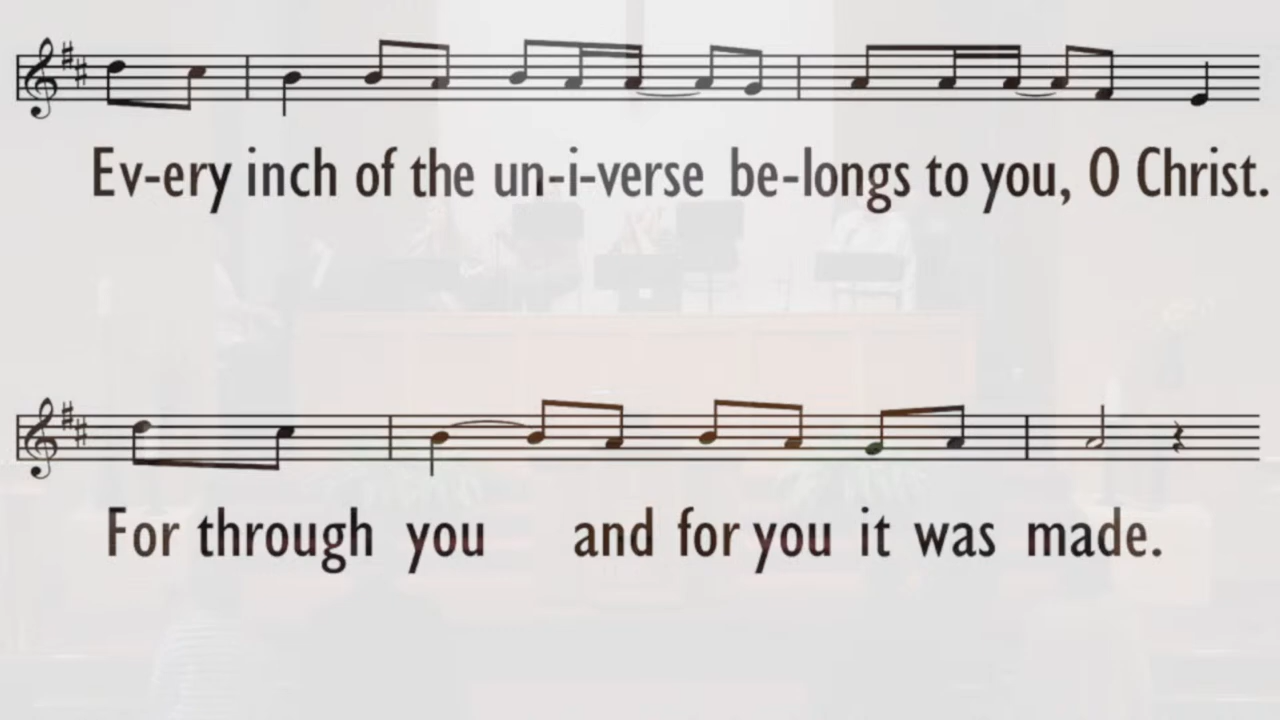 Ev-ery inch of the un-i-verse be-longs to you, O Christ.
For through you and for you it was made.